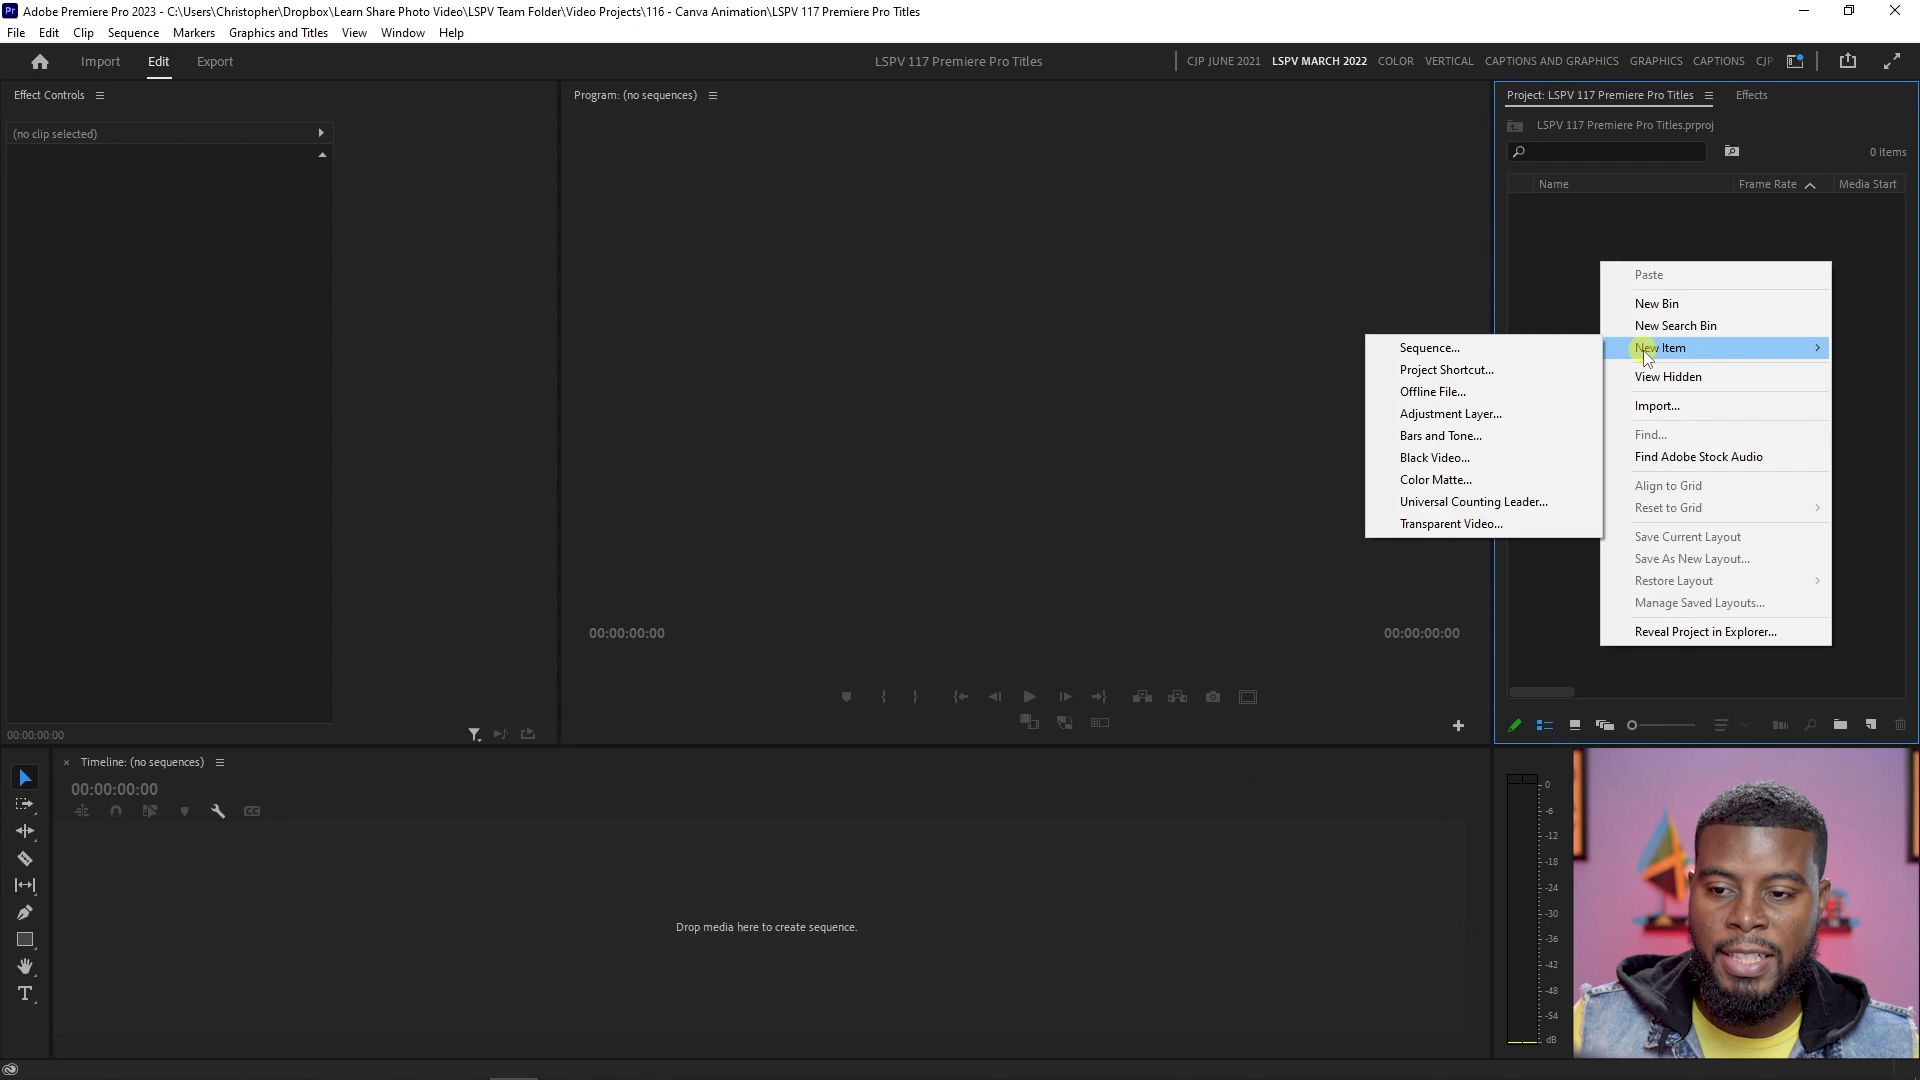 Pr Adobe Premiere Pro 2023 - C:\Users\Christopher\Dropbox\Learn Share Photo Video\LSPV Team Folder\Video Projects\116 - Canva Animation\LSPV 117 Premiere Pro Titles
File Edit Clip Sequence Markers Graphics and Titles View Window Help
Import Edit Export
LSPV 117 Premiere Pro Titles
CJP JUNE 2021 LSPV MARCH 2022 COLOR VERTICAL CAPTIONS AND GRAPHICS GRAPHICS CAPTIONS CJP
Effect Controls
(no clip selected)
00:00:00:00
Program: (no sequences)
00:00:00:00 00:00:00:00
Project: LSPV 117 Premiere Pro Titles Effects
LSPV 117 Premiere Pro Titles.prproj
0 items
Name Frame Rate Media Start
Paste
New Bin
New Search Bin
New Item
View Hidden
Import...
Find...
Find Adobe Stock Audio
Align to Grid
Reset to Grid
Save Current Layout
Save As New Layout...
Restore Layout
Manage Saved Layouts...
Reveal Project in Explorer...
Sequence...
Project Shortcut...
Offline File...
Adjustment Layer...
Bars and Tone...
Black Video...
Color Matte...
Universal Counting Leader...
Transparent Video...
× Timeline: (no sequences)
00:00:00:00
CC
Drop media here to create sequence.
T
0
-6
-12
-18
-24
-30
-36
-42
-48
-54
dB